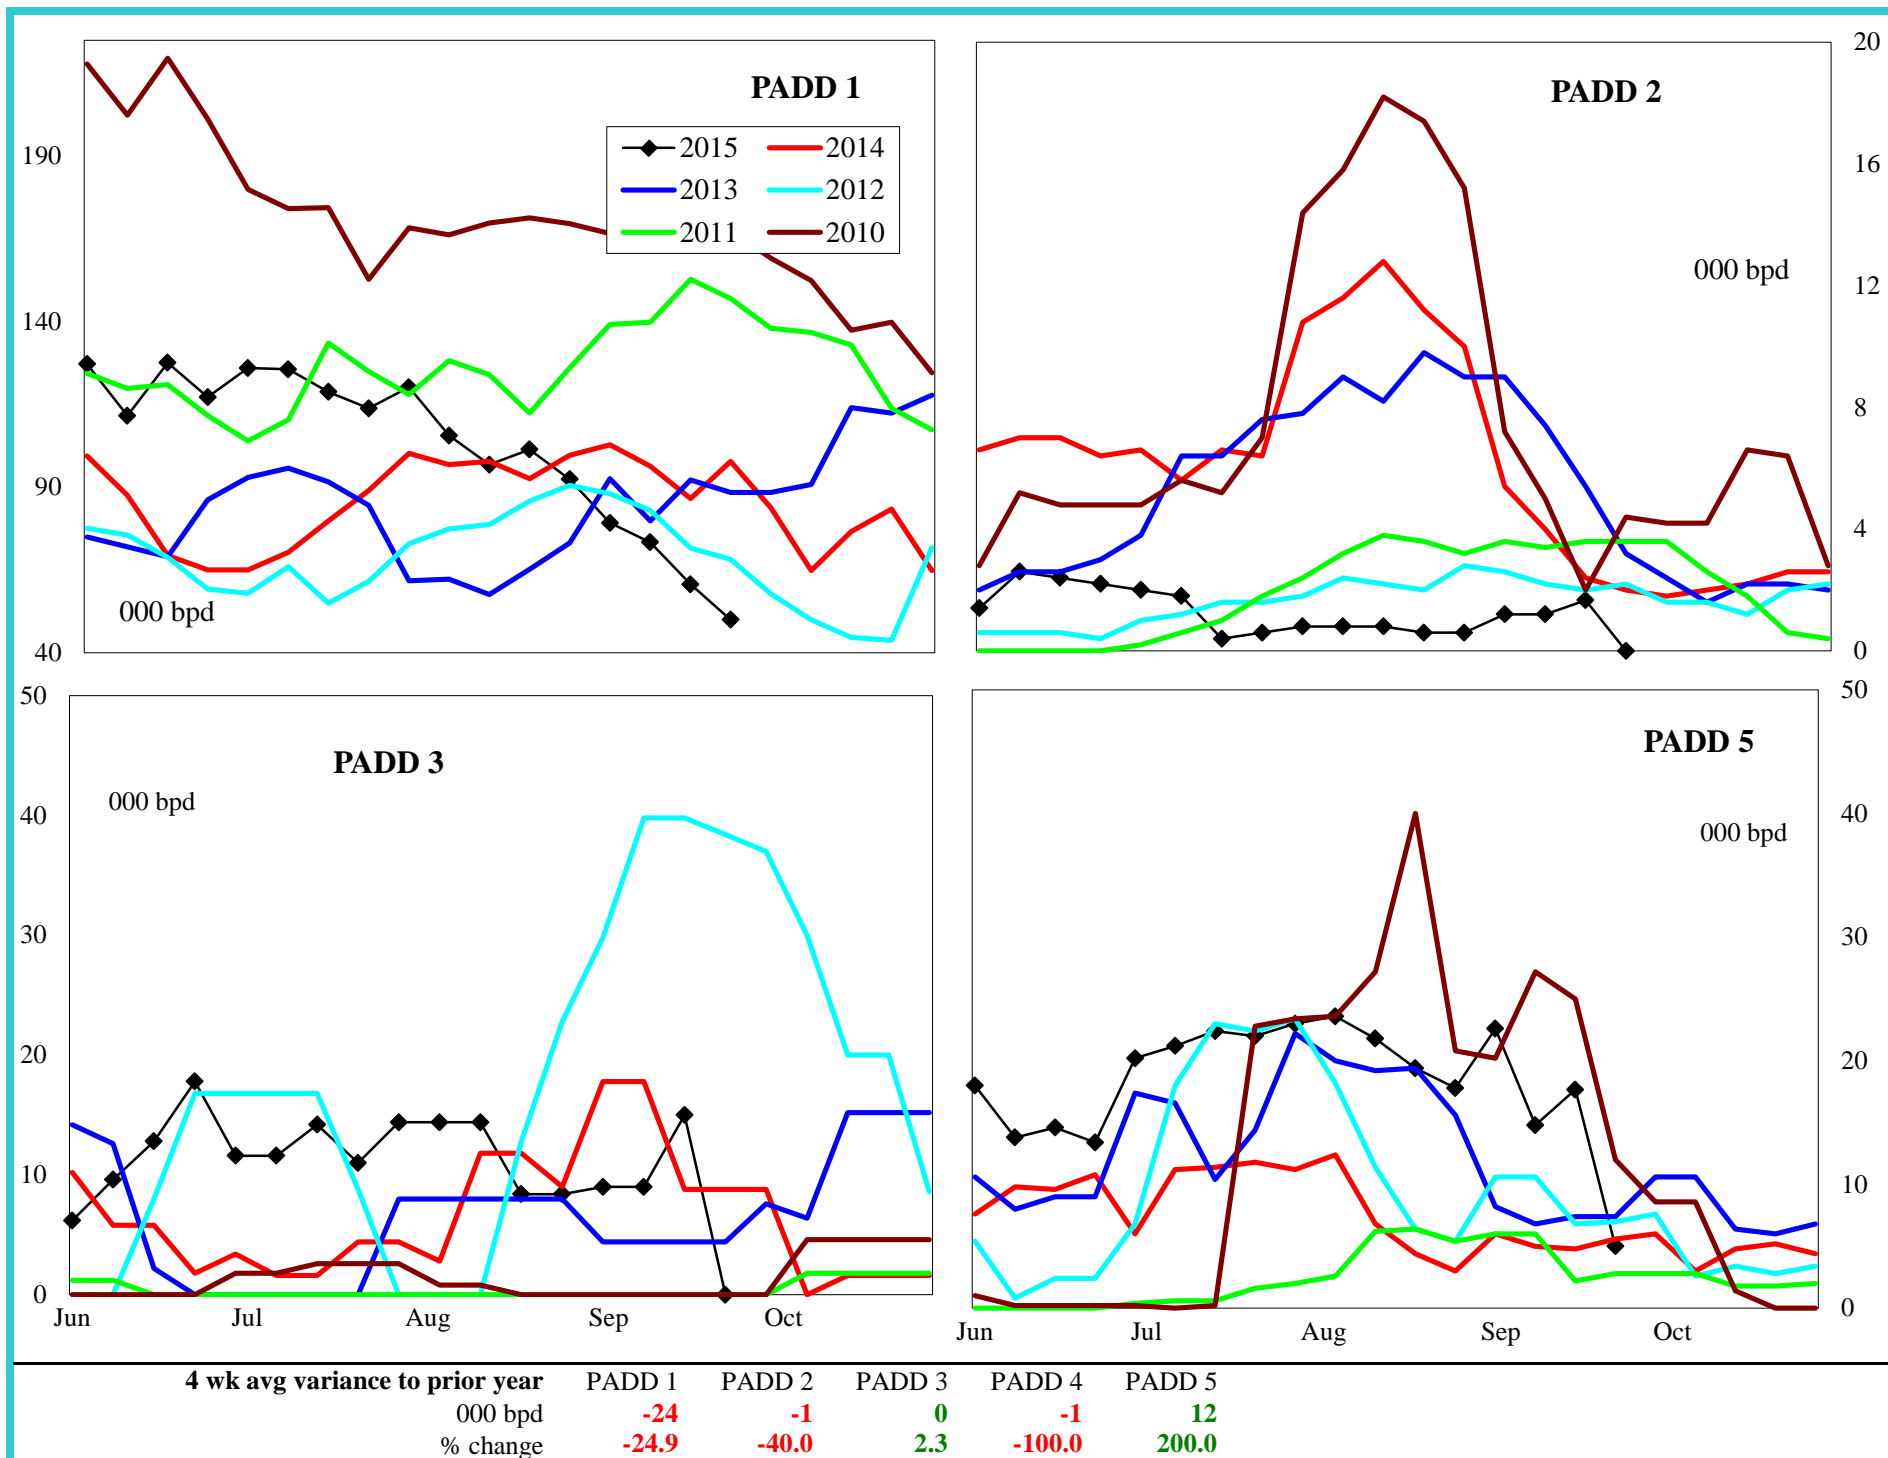 PADD 1
190
140
90
40
2015 2014
2013 2012
2011 2010
000 bpd
PADD 2
20
16
12
8
4
0
000 bpd
PADD 3
50
40
30
20
10
0
000 bpd
Jun Jul Aug Sep Oct
PADD 5
50
40
30
20
10
0
000 bpd
Jun Jul Aug Sep Oct
4 wk avg variance to prior year PADD 1 PADD 2 PADD 3 PADD 4 PADD 5
000 bpd -24 -1 0 -1 12
% change -24.9 -40.0 2.3 -100.0 200.0